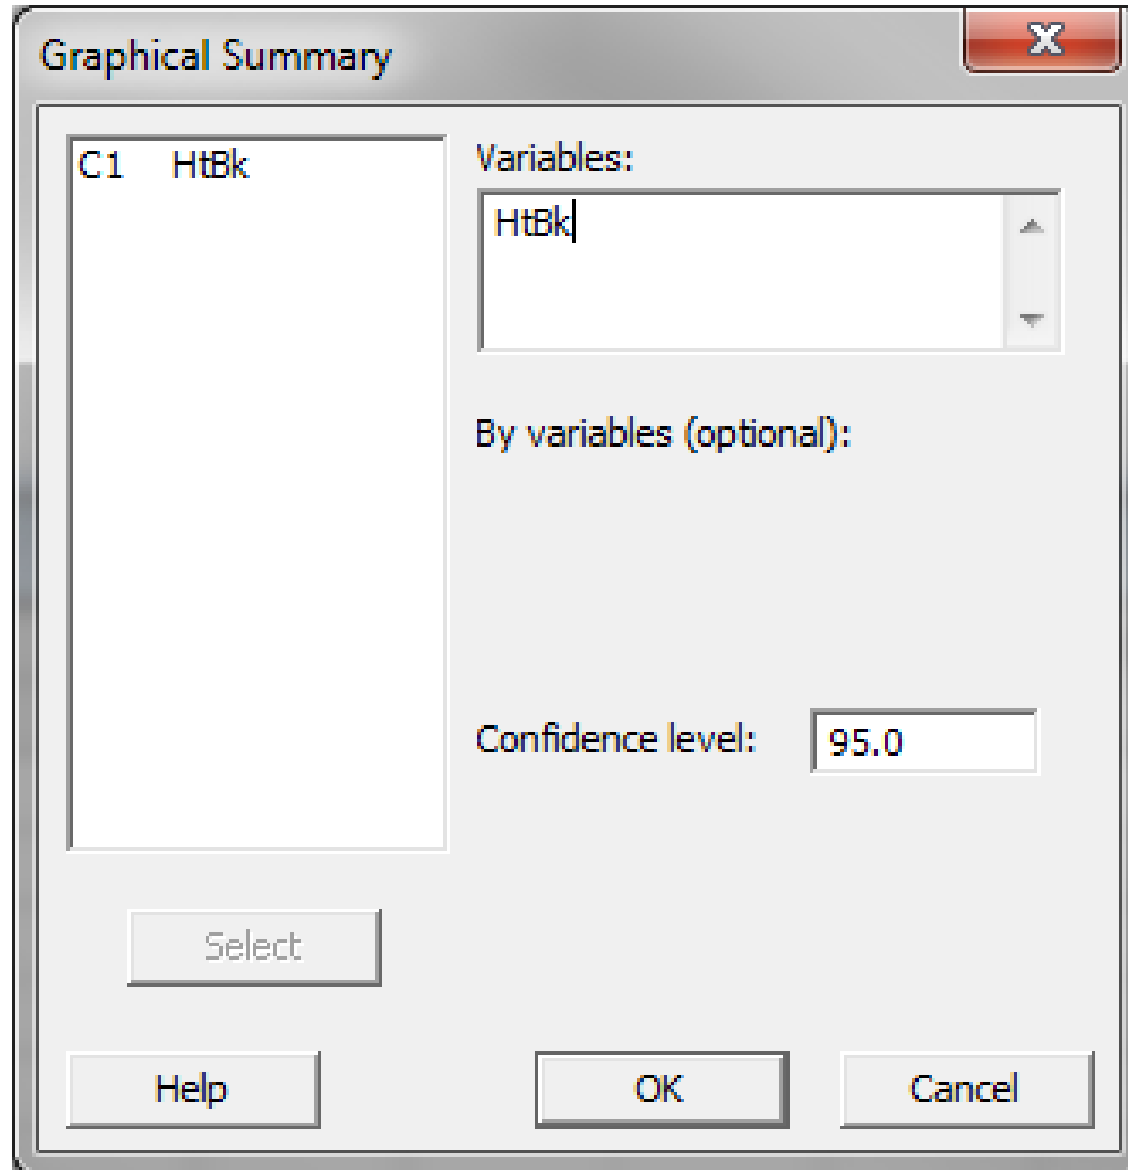 Graphical Summary
C1 HtBk
Variables:
HtBk
By variables (optional):
Confidence level: 95.0
Select
Help OK Cancel